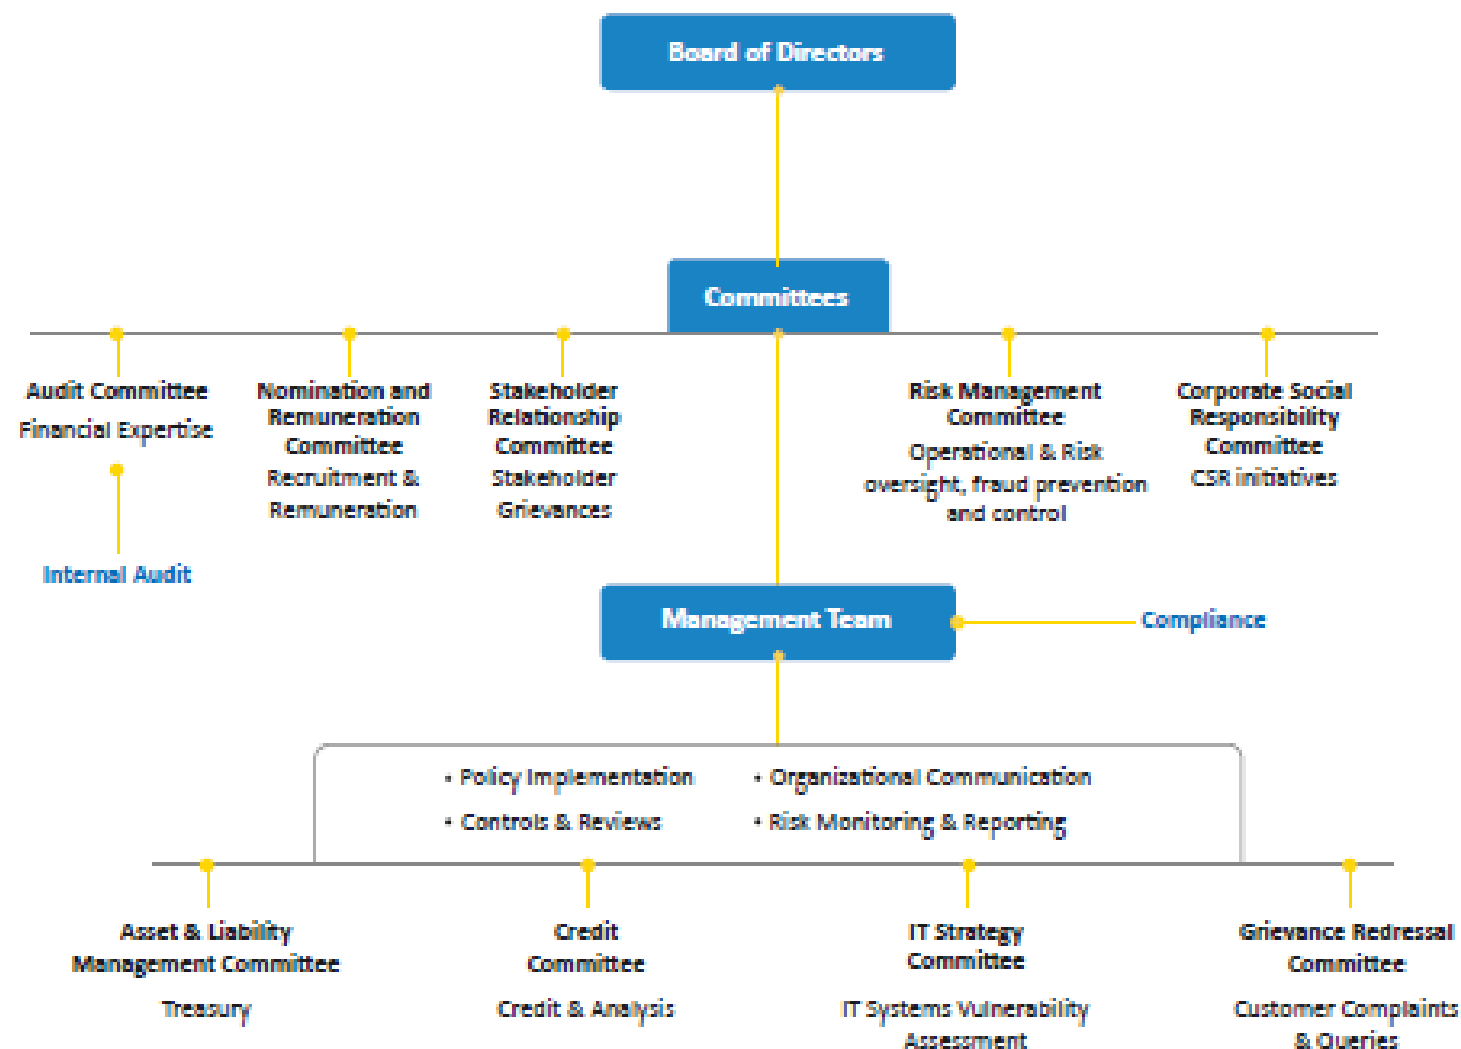 Board of Directors
Committees
Audit Committee
Financial Expertise
Internal Audit
Nomination and
Remuneration
Committee
Recruitment &
Remuneration
Stakeholder
Relationship
Committee
Stakeholder
Grievances
Risk Management
Committee
Operational & Risk
oversight, fraud prevention
and control
Corporate Social
Responsibility
Committee
CSR initiatives
Management Team
Compliance
• Policy Implementation
• Controls & Reviews
• Organizational Communication
• Risk Monitoring & Reporting
Asset & Liability
Management Committee
Treasury
Credit
Committee
Credit & Analysis
IT Strategy
Committee
IT Systems Vulnerability
Assessment
Grievance Redressal
Committee
Customer Complaints
& Queries